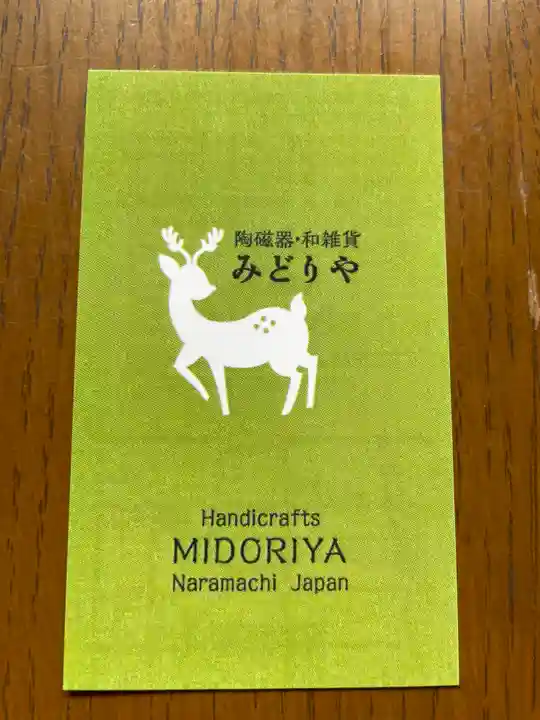 陶磁器・和雑貨
みどりや
Handicrafts
MIDORIYA
Naramachi Japan